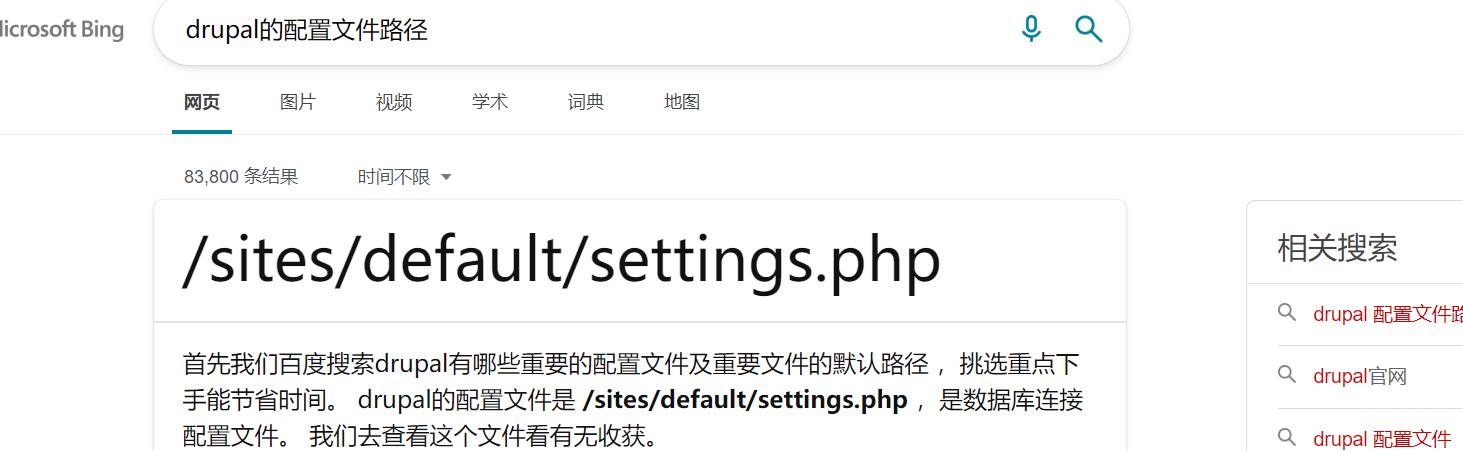 Microsoft Bing
drupal的配置文件路径
网页 图片 视频 学术 词典 地图
83,800 条结果 时间不限
/sites/default/settings.php
首先我们百度搜索drupal有哪些重要的配置文件及重要文件的默认路径 ，挑选重点下
手能节省时间。 drupal的配置文件是 /sites/default/settings.php ，是数据库连接
配置文件。 我们去查看这个文件看有无收获。
相关搜索
drupal 配置文件路
drupal官网
drupal 配置文件